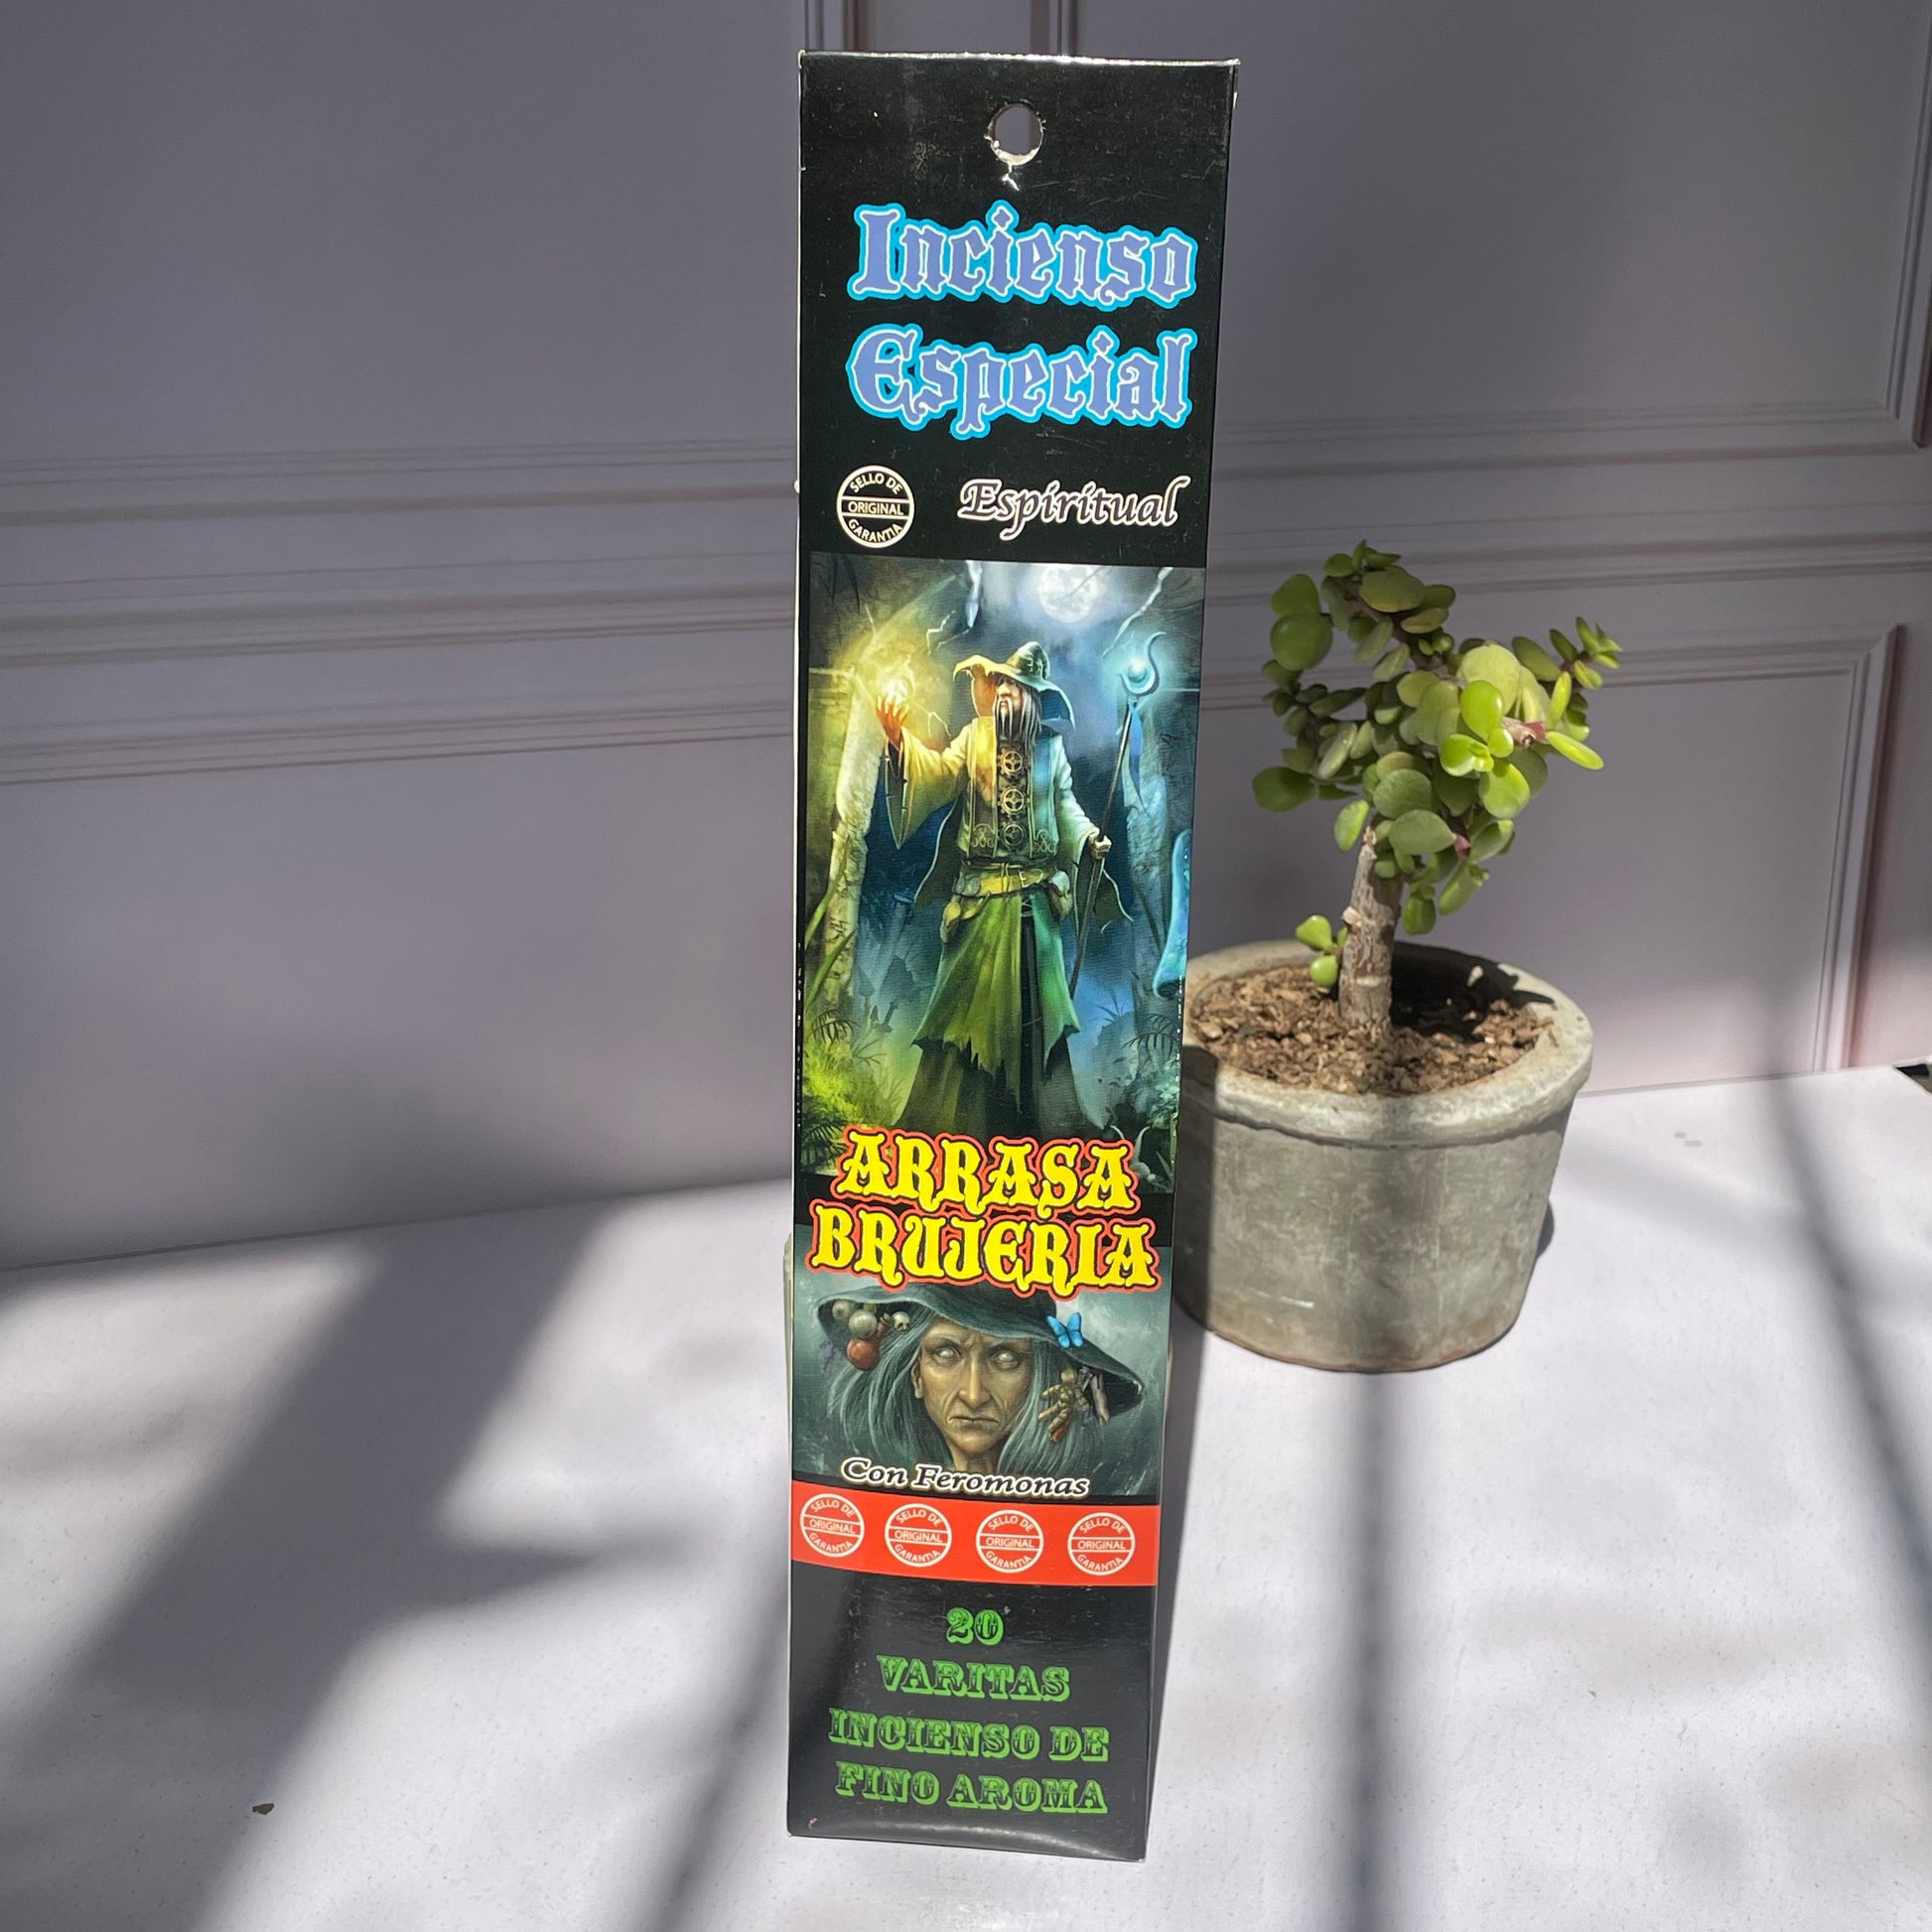 Incienso
Especial
SELLO DE
ORIGINAL
GARANTIA
Espiritual
ARRASA
BRUJERIA
Con Feromonas
SELLO DE
ORIGINAL
GARANTIA
SELLO DE
ORIGINAL
GARANTIA
SELLO DE
ORIGINAL
GARANTIA
SELLO DE
ORIGINAL
GARANTIA
20
VARITAS
INCIENSO DE
FINO AROMA